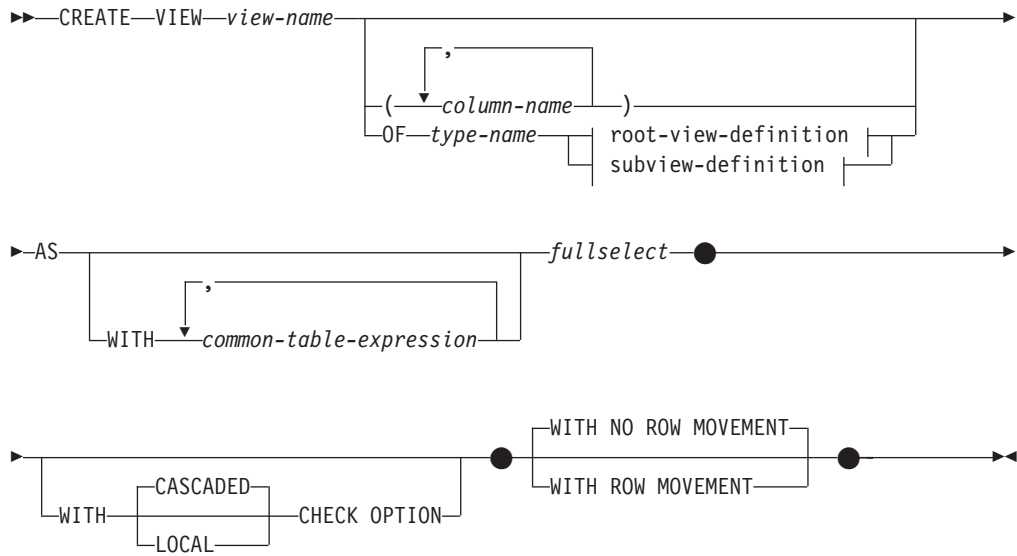 CREATE VIEW view-name
,
( column-name )
OF type-name root-view-definition
subview-definition
AS fullselect
,
WITH common-table-expression
WITH NO ROW MOVEMENT
CASCADED
WITH CHECK OPTION WITH ROW MOVEMENT
LOCAL